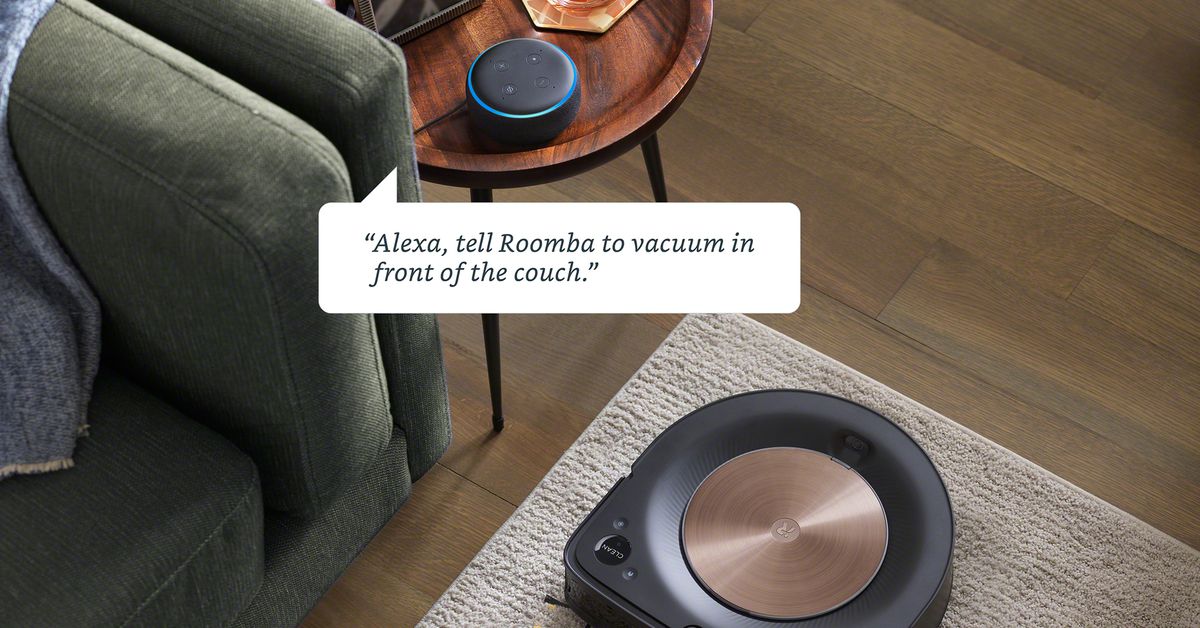 “Alexa, tell Roomba to vacuum in
front of the couch.”
CLEAN